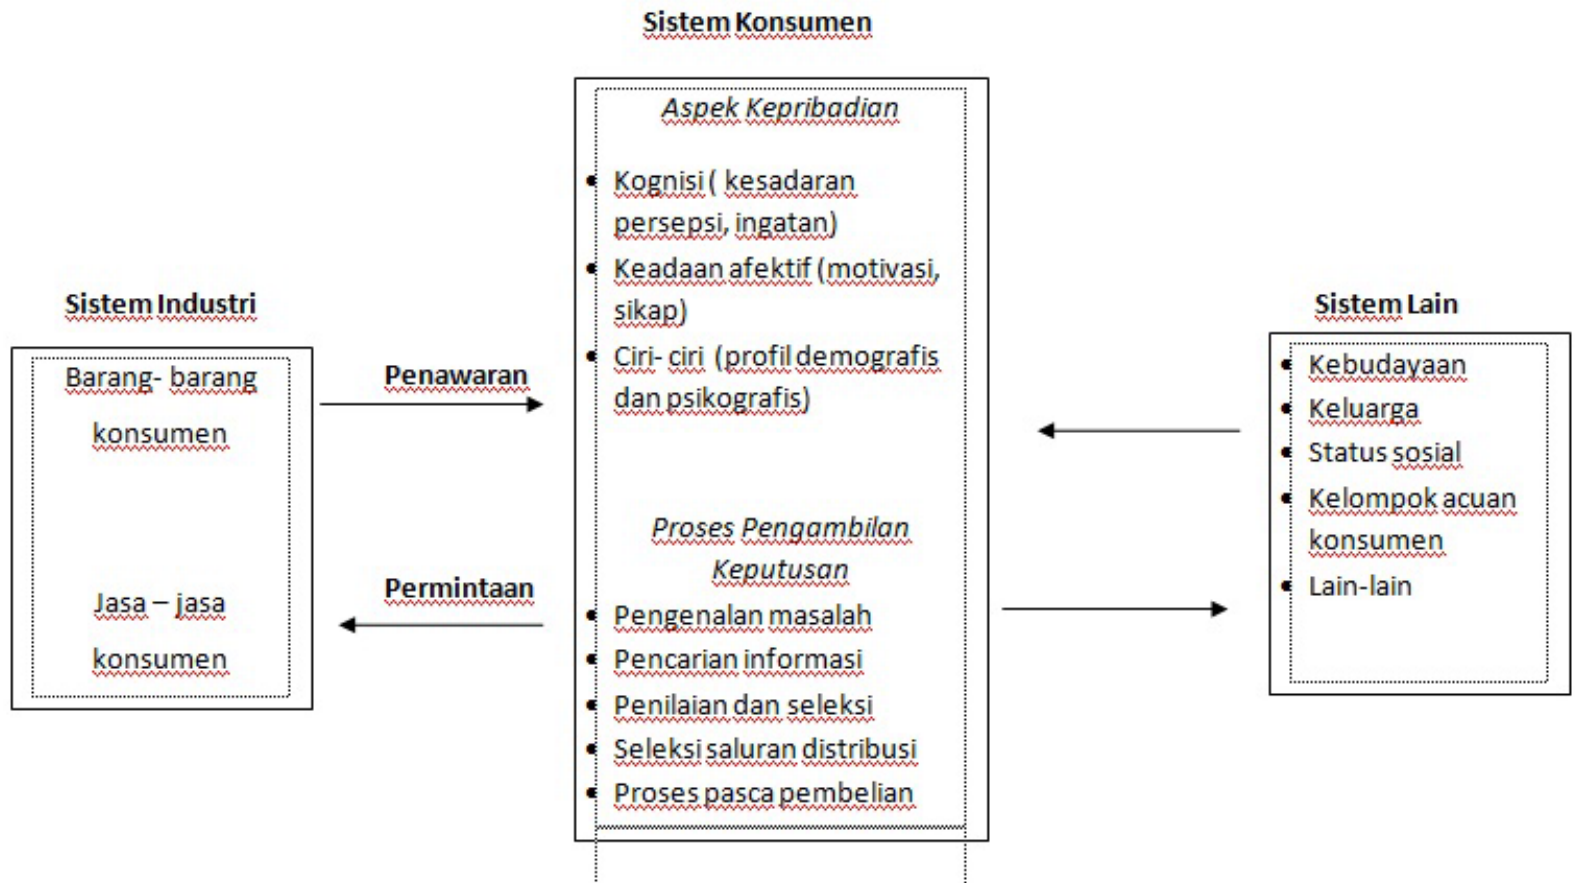 Sistem Konsumen
Aspek Kepribadian
• Kognisi ( kesadaran
persepsi, ingatan)
• Keadaan afektif (motivasi,
sikap)
• Ciri- ciri (profil demografis
dan psikografis)
Proses Pengambilan
Keputusan
• Pengenalan masalah
• Pencarian informasi
• Penilaian dan seleksi
• Seleksi saluran distribusi
• Proses pasca pembelian
Sistem Industri
Barang- barang
konsumen
Jasa – jasa
konsumen
Penawaran
Permintaan
Sistem Lain
• Kebudayaan
• Keluarga
• Status sosial
• Kelompok acuan
konsumen
• Lain-lain